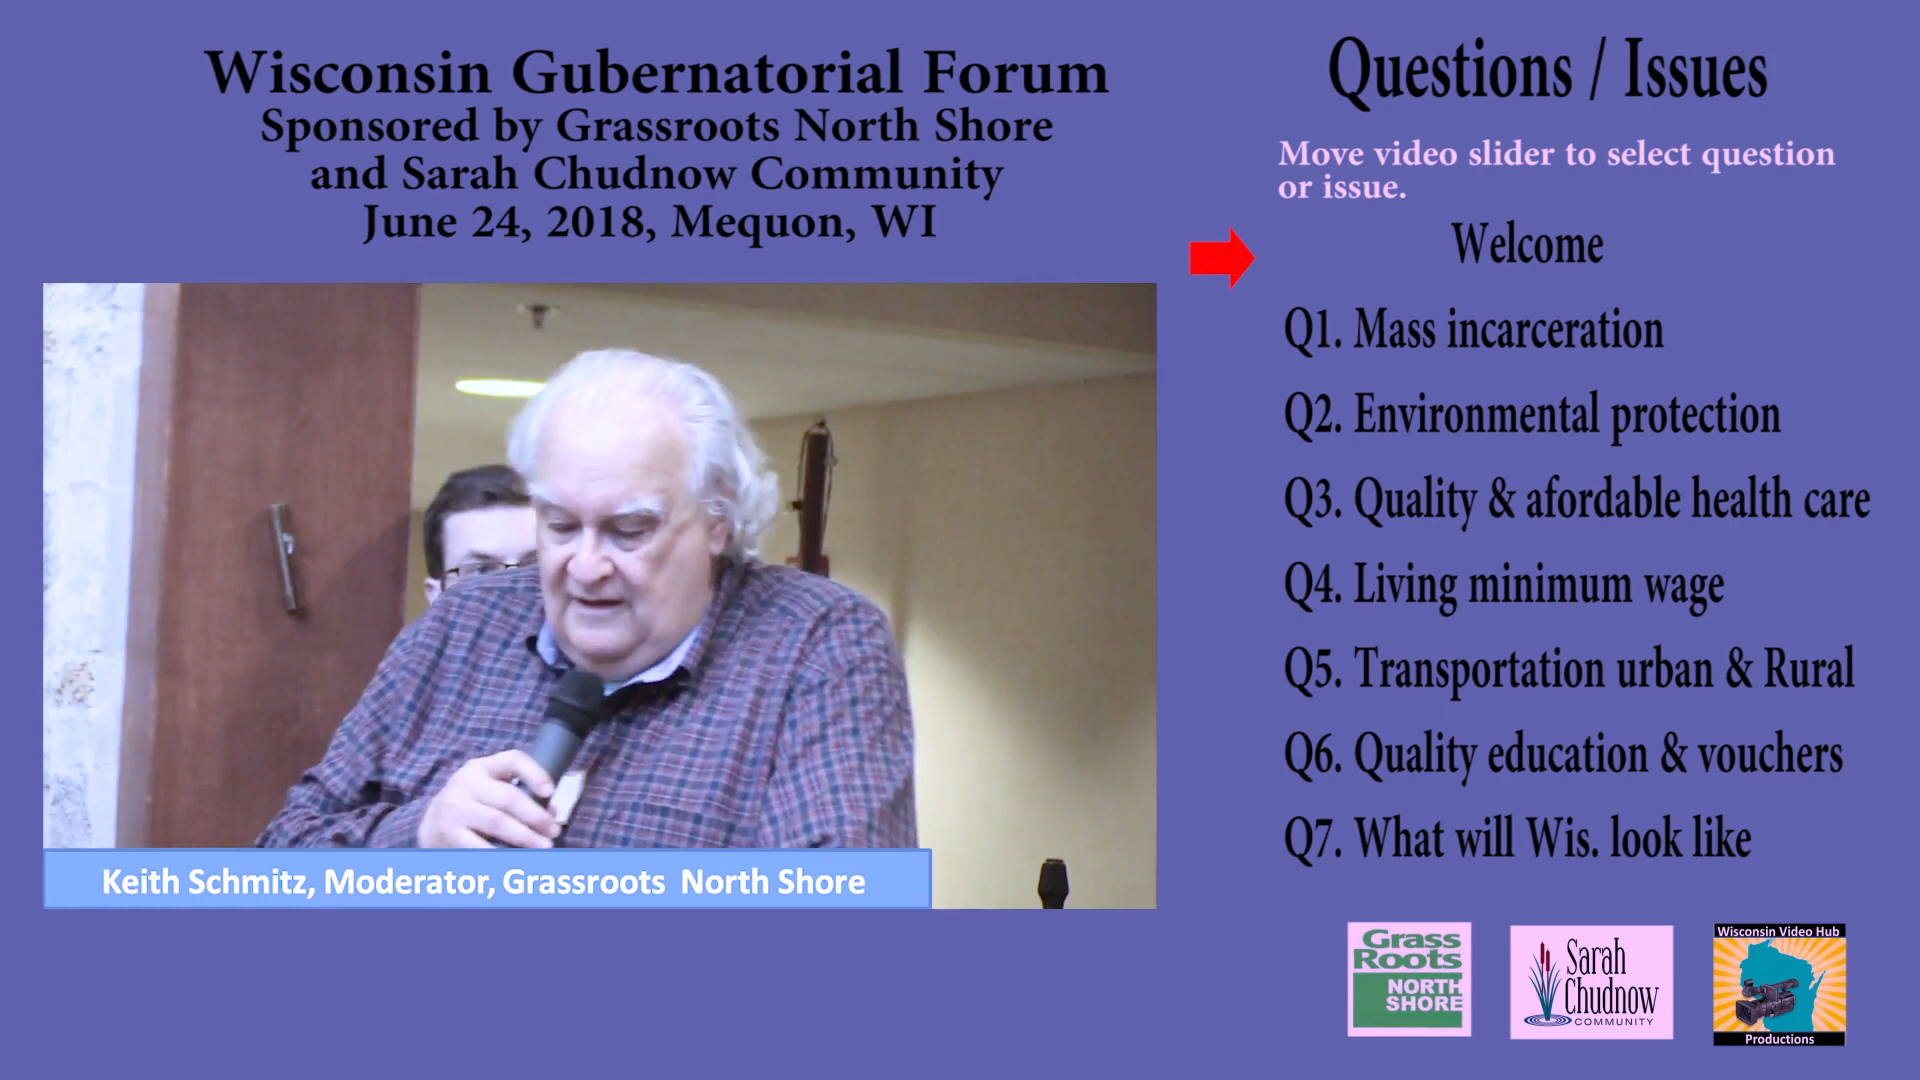 Wisconsin Gubernatorial Forum
Sponsored by Grassroots North Shore
and Sarah Chudnow Community
June 24, 2018, Mequon, WI
Keith Schmitz, Moderator, Grassroots North Shore
Questions / Issues
Move video slider to select question
or issue.
Welcome
Q1. Mass incarceration
Q2. Environmental protection
Q3. Quality & afordable health care
Q4. Living minimum wage
Q5. Transportation urban & Rural
Q6. Quality education & vouchers
Q7. What will Wis. look like
Grass
Roots
NORTH
SHORE
Sarah
Chudnow
COMMUNITY
Wisconsin Video Hub
Productions